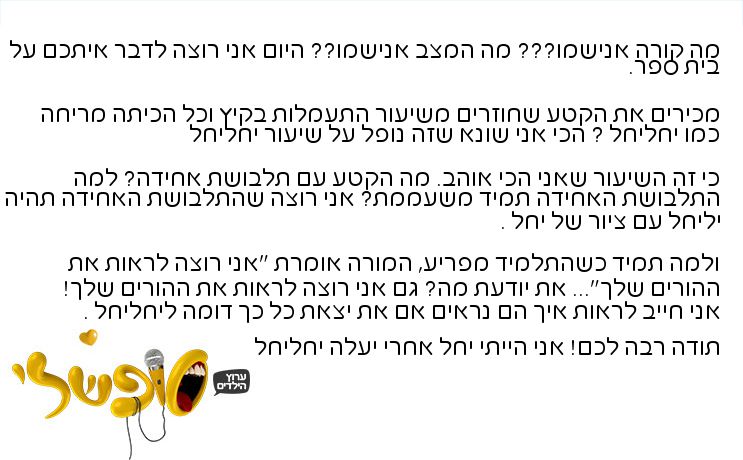 מה קורה אנישמו??? מה המצב אנישמו?? היום אני רוצה לדבר איתכם על
בית ספר.
מכירים את הקטע שחוזרים משיעור התעמלות בקיץ וכל הכיתה מריחה
כמו יחליחל ? הכי אני שונא שזה נופל על שיעור יחליחל
כי זה השיעור שאני הכי אוהב. מה הקטע עם תלבושת אחידה? למה
התלבושת האחידה תמיד משעממת? אני רוצה שהתלבושת האחידה תהיה
יליחל עם ציור של יחל .
ולמה תמיד כשהתלמיד מפריע, המורה אומרת "אני רוצה לראות את
ההורים שלך"... את יודעת מה? גם אני רוצה לראות את ההורים שלך!
אני חייב לראות איך הם נראים אם את יצאת כל כך דומה ליחליחל .
תודה רבה לכם! אני הייתי יחל אחרי יעלה יחליחל
סופשלי
ערוץ
הילדים